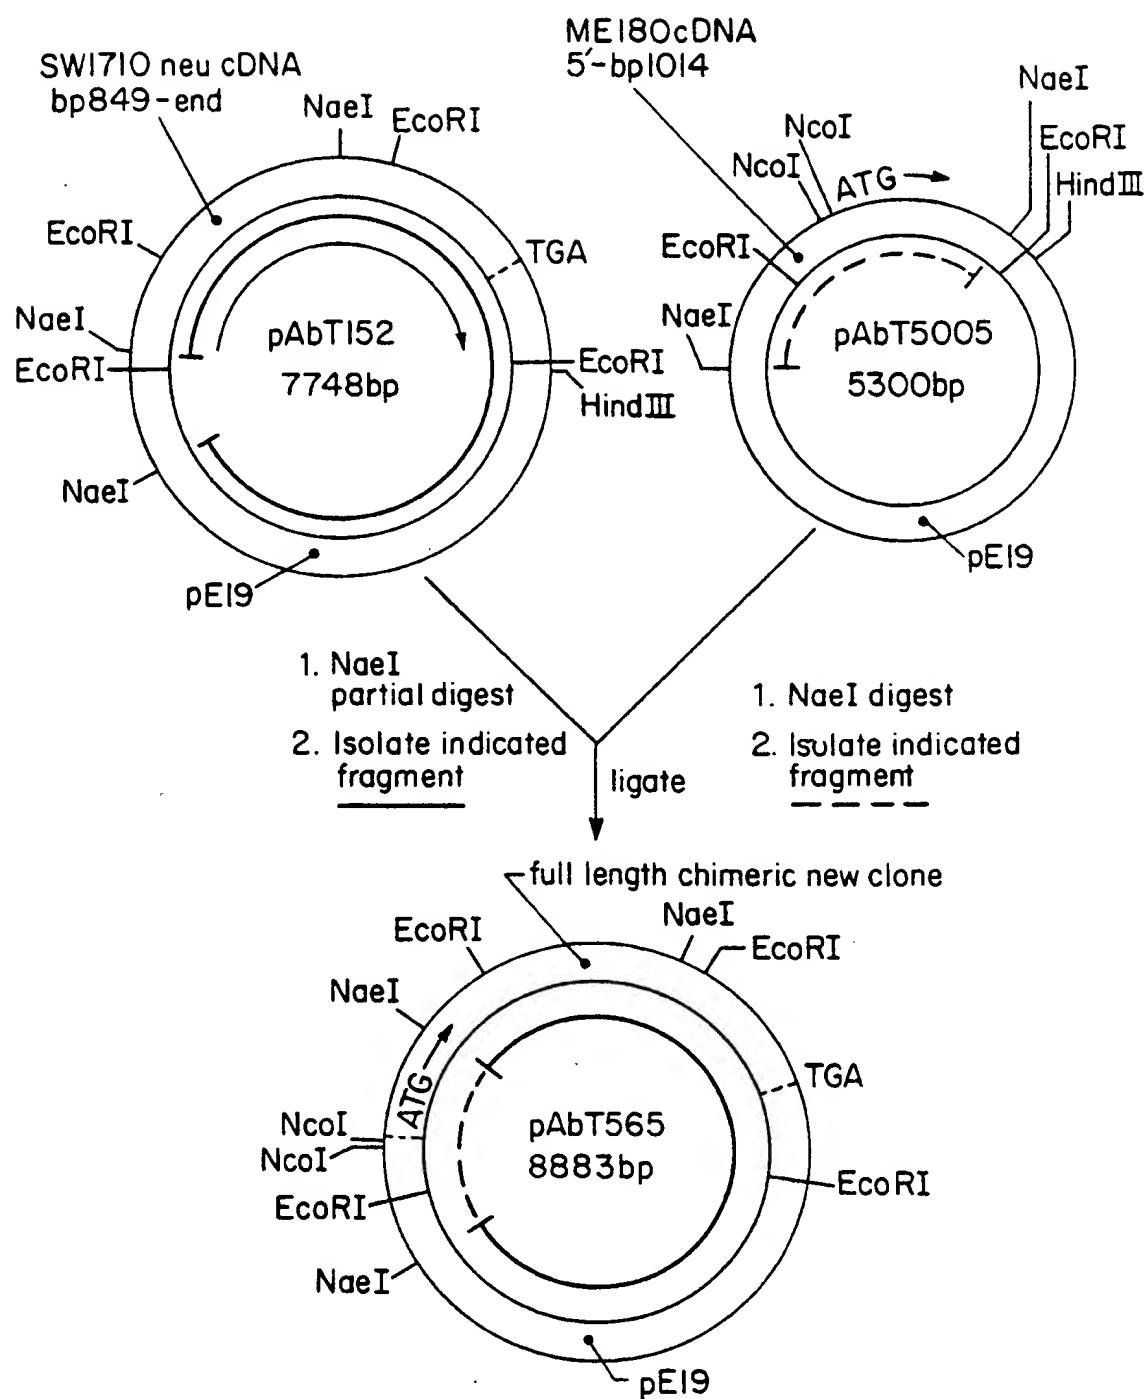 SW1710 neu cDNA
bp849-end
NaeI
EcoRI
EcoRI
NaeI
EcoRI
NaeI
TGA
EcoRI
HindIII
pAbT152
7748bp
pE19
ME180cDNA
5'-bp1014
NcoI
NcoI
ATG
NaeI
EcoRI
HindIII
EcoRI
NaeI
pAbT5005
5300bp
pE19
1. NaeI
partial digest
2. Isolate indicated
fragment
1. NaeI digest
2. Isolate indicated
fragment
ligate
full length chimeric new clone
NaeI
EcoRI
EcoRI
NaeI
ATG
NcoI
NcoI
EcoRI
NaeI
TGA
EcoRI
pAbT565
8883bp
pE19